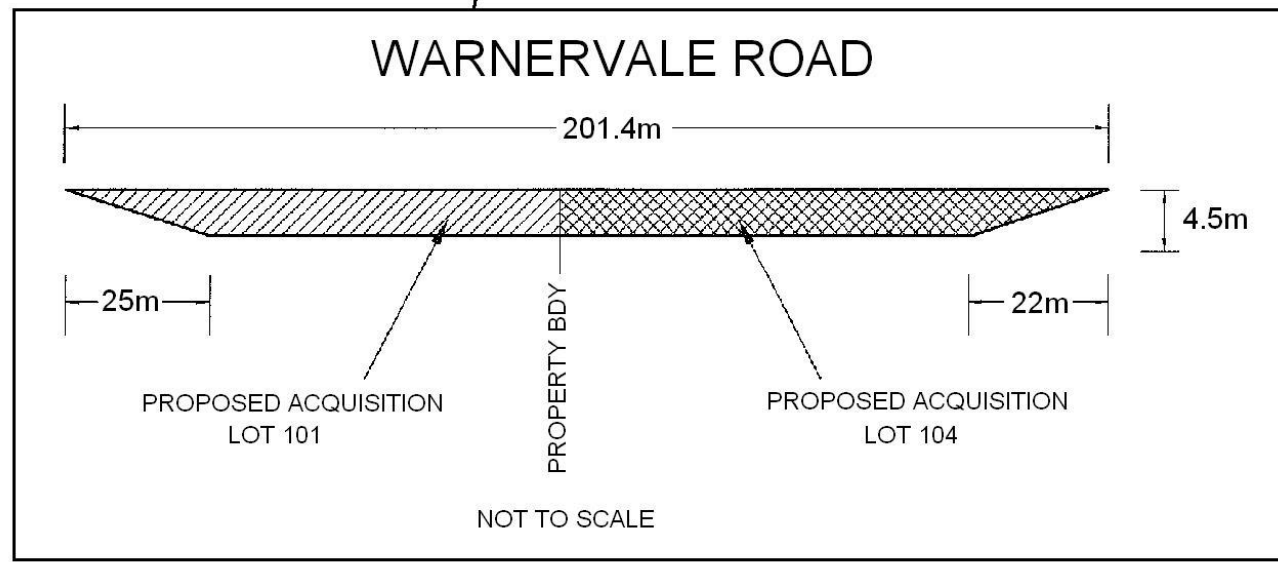 WARNERVALE ROAD
201.4m
4.5m
25m
22m
PROPERTY BDY
PROPOSED ACQUISITION
LOT 101
PROPOSED ACQUISITION
LOT 104
NOT TO SCALE